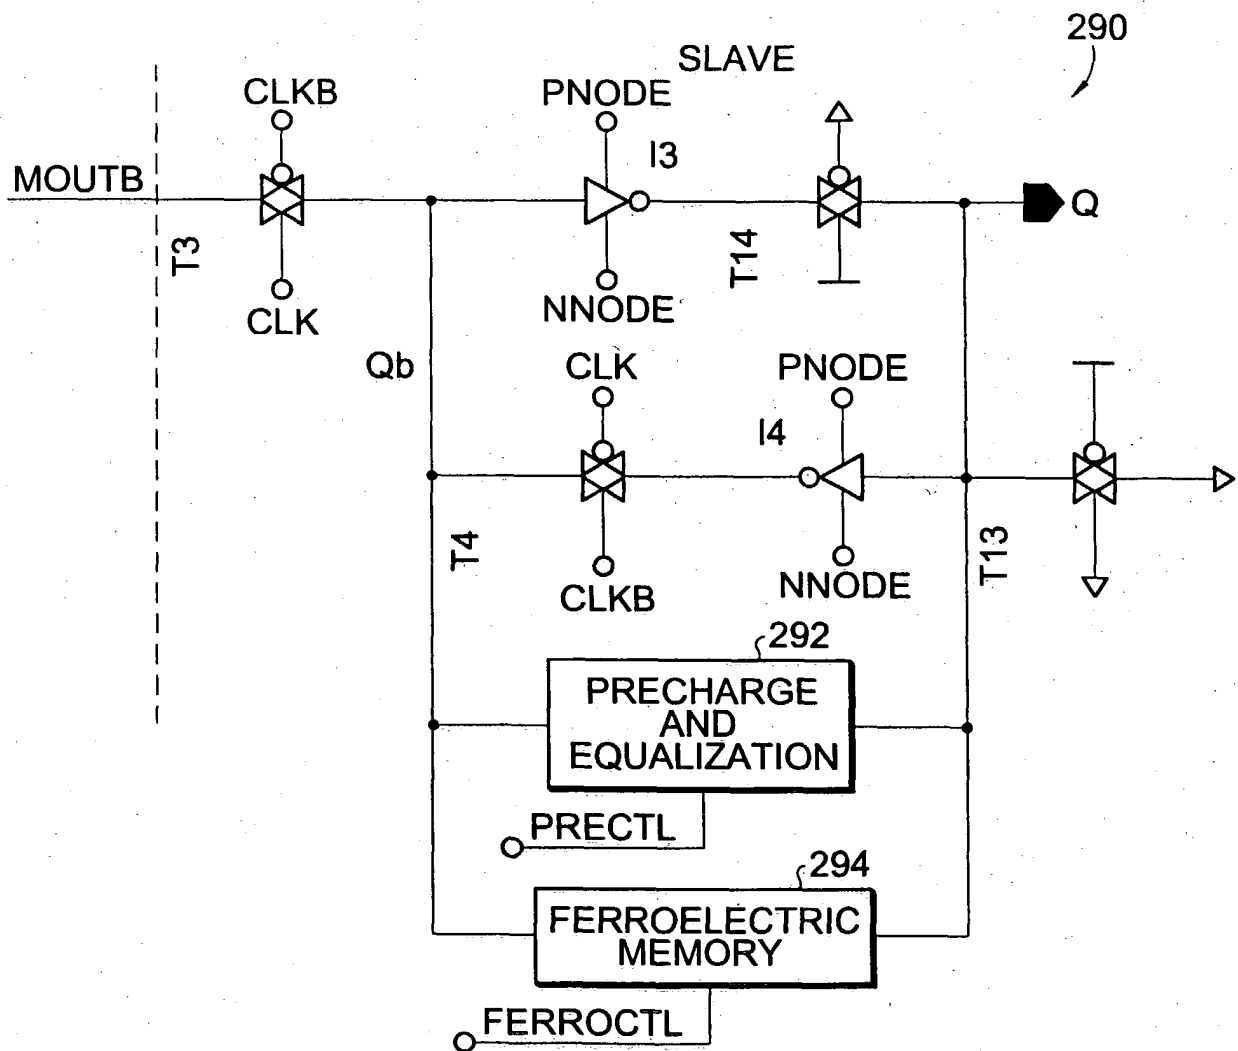 290
SLAVE
CLKB
PNODE
I3
MOUTB
Q
T3
T14
CLK
NNODE
Qb
CLK
PNODE
I4
T4
T13
CLKB
NNODE
292
PRECHARGE
AND
EQUALIZATION
PRECTL
294
FERROELECTRIC
MEMORY
FERROCTL